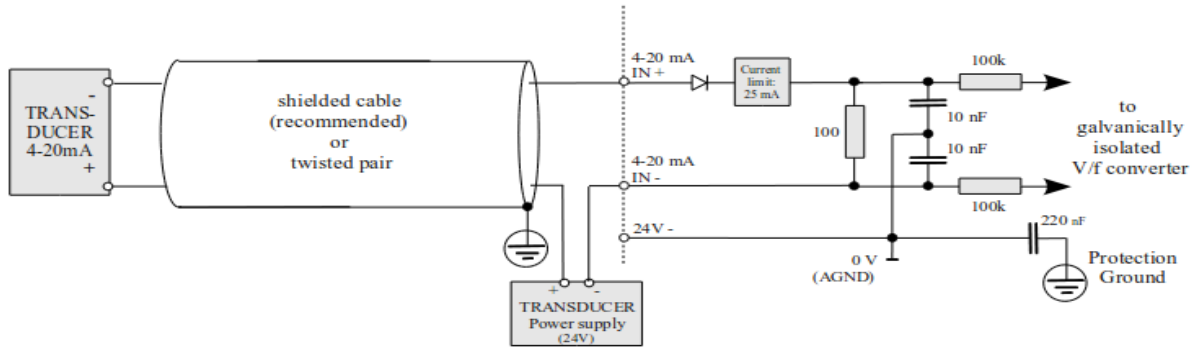 -
TRANS-
DUCER
4-20mA
+
shielded cable
(recommended)
or
twisted pair
4-20 mA
IN +
Current
limit:
25 mA
100k
100
10 nF
10 nF
to
galvanically
isolated
V/f converter
4-20 mA
IN -
100k
24V -
220 nF
0 V
(AGND)
Protection
Ground
+ -
TRANSDUCER
Power supply
(24V)